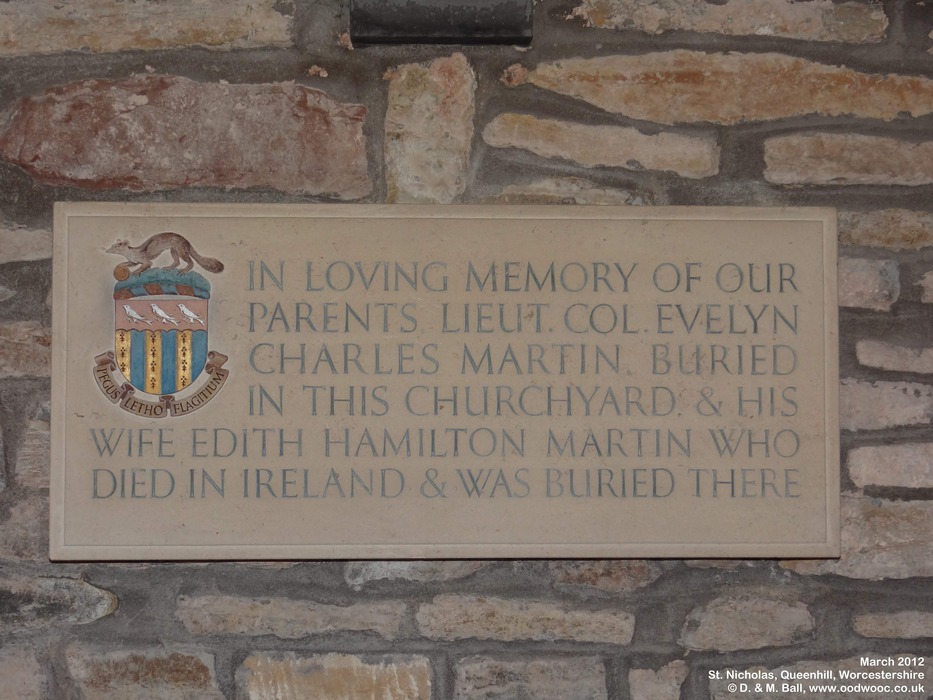 IN LOVING MEMORY OF OUR
PARENTS. LIEUT. COL. EVELYN
CHARLES MARTIN. BURIED
IN THIS CHURCHYARD. & HIS
WIFE EDITH HAMILTON MARTIN WHO
DIED IN IRELAND & WAS BURIED THERE
PEJUS LETHO FLAGITIUM
March 2012
St. Nicholas, Queenhill, Worcestershire
© D. & M. Ball, www.oodwooc.co.uk